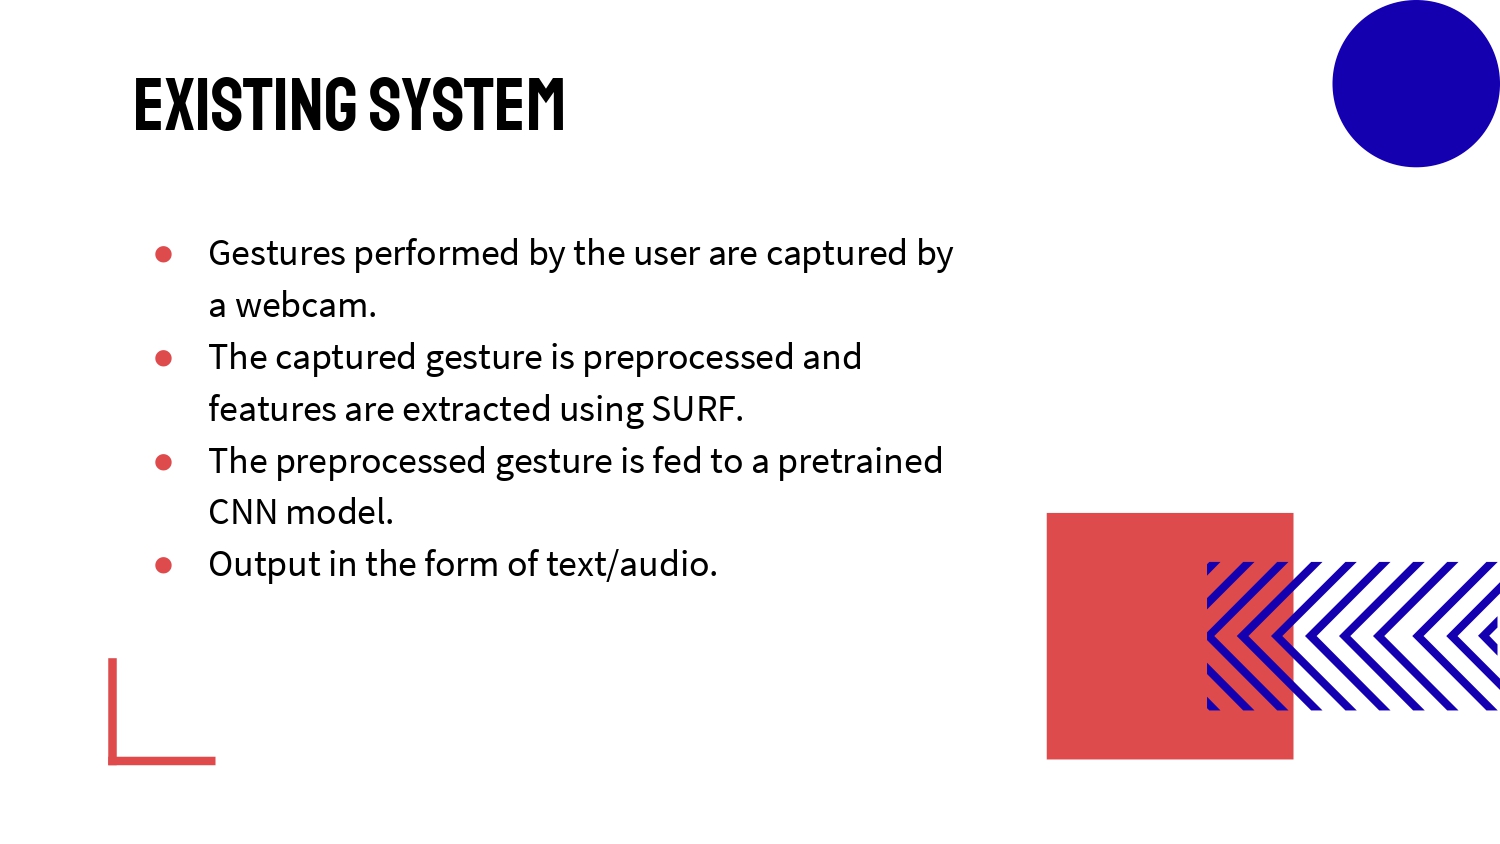 EXISTING SYSTEM
● Gestures performed by the user are captured by
a webcam.
● The captured gesture is preprocessed and
features are extracted using SURF.
● The preprocessed gesture is fed to a pretrained
CNN model.
● Output in the form of text/audio.